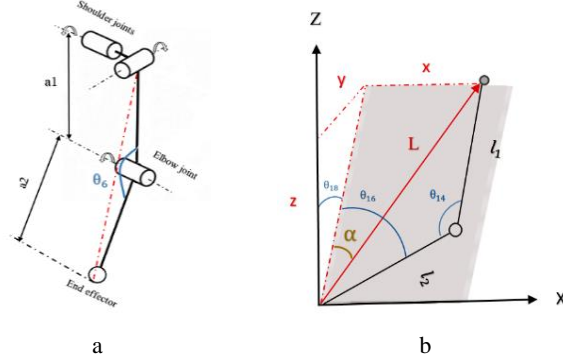 Shoulder joints
a1
Elbow joint
θ6
a2
End effector
a
Z
y
x
L
l1
z
θ18
θ16
θ14
α
l2
X
b